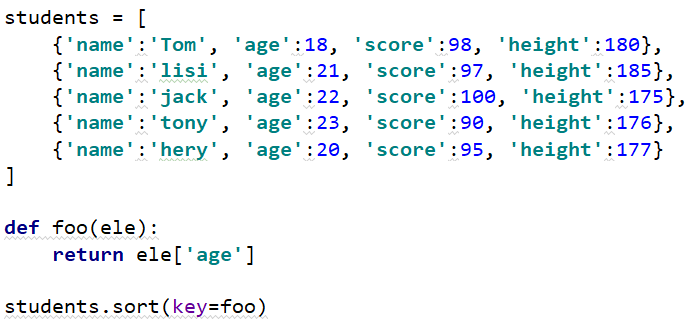 students = [
    {'name':'Tom', 'age':18, 'score':98, 'height':180},
    {'name':'lisi', 'age':21, 'score':97, 'height':185},
    {'name':'jack', 'age':22, 'score':100, 'height':175},
    {'name':'tony', 'age':23, 'score':90, 'height':176},
    {'name':'hery', 'age':20, 'score':95, 'height':177}
]
def foo(ele):
    return ele['age']
students.sort(key=foo)